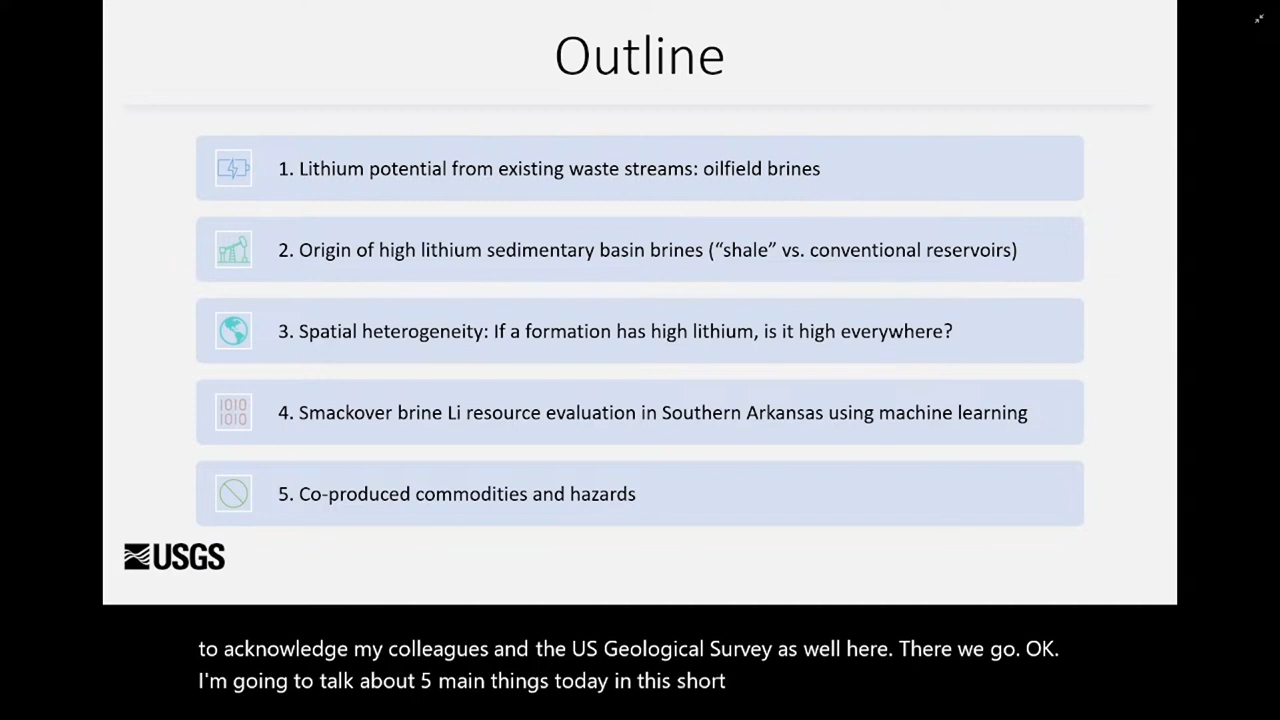 Outline
1. Lithium potential from existing waste streams: oilfield brines
2. Origin of high lithium sedimentary basin brines (“shale” vs. conventional reservoirs)
3. Spatial heterogeneity: If a formation has high lithium, is it high everywhere?
1010
1010
4. Smackover brine Li resource evaluation in Southern Arkansas using machine learning
5. Co-produced commodities and hazards
USGS
to acknowledge my colleagues and the US Geological Survey as well here. There we go. OK.
I'm going to talk about 5 main things today in this short